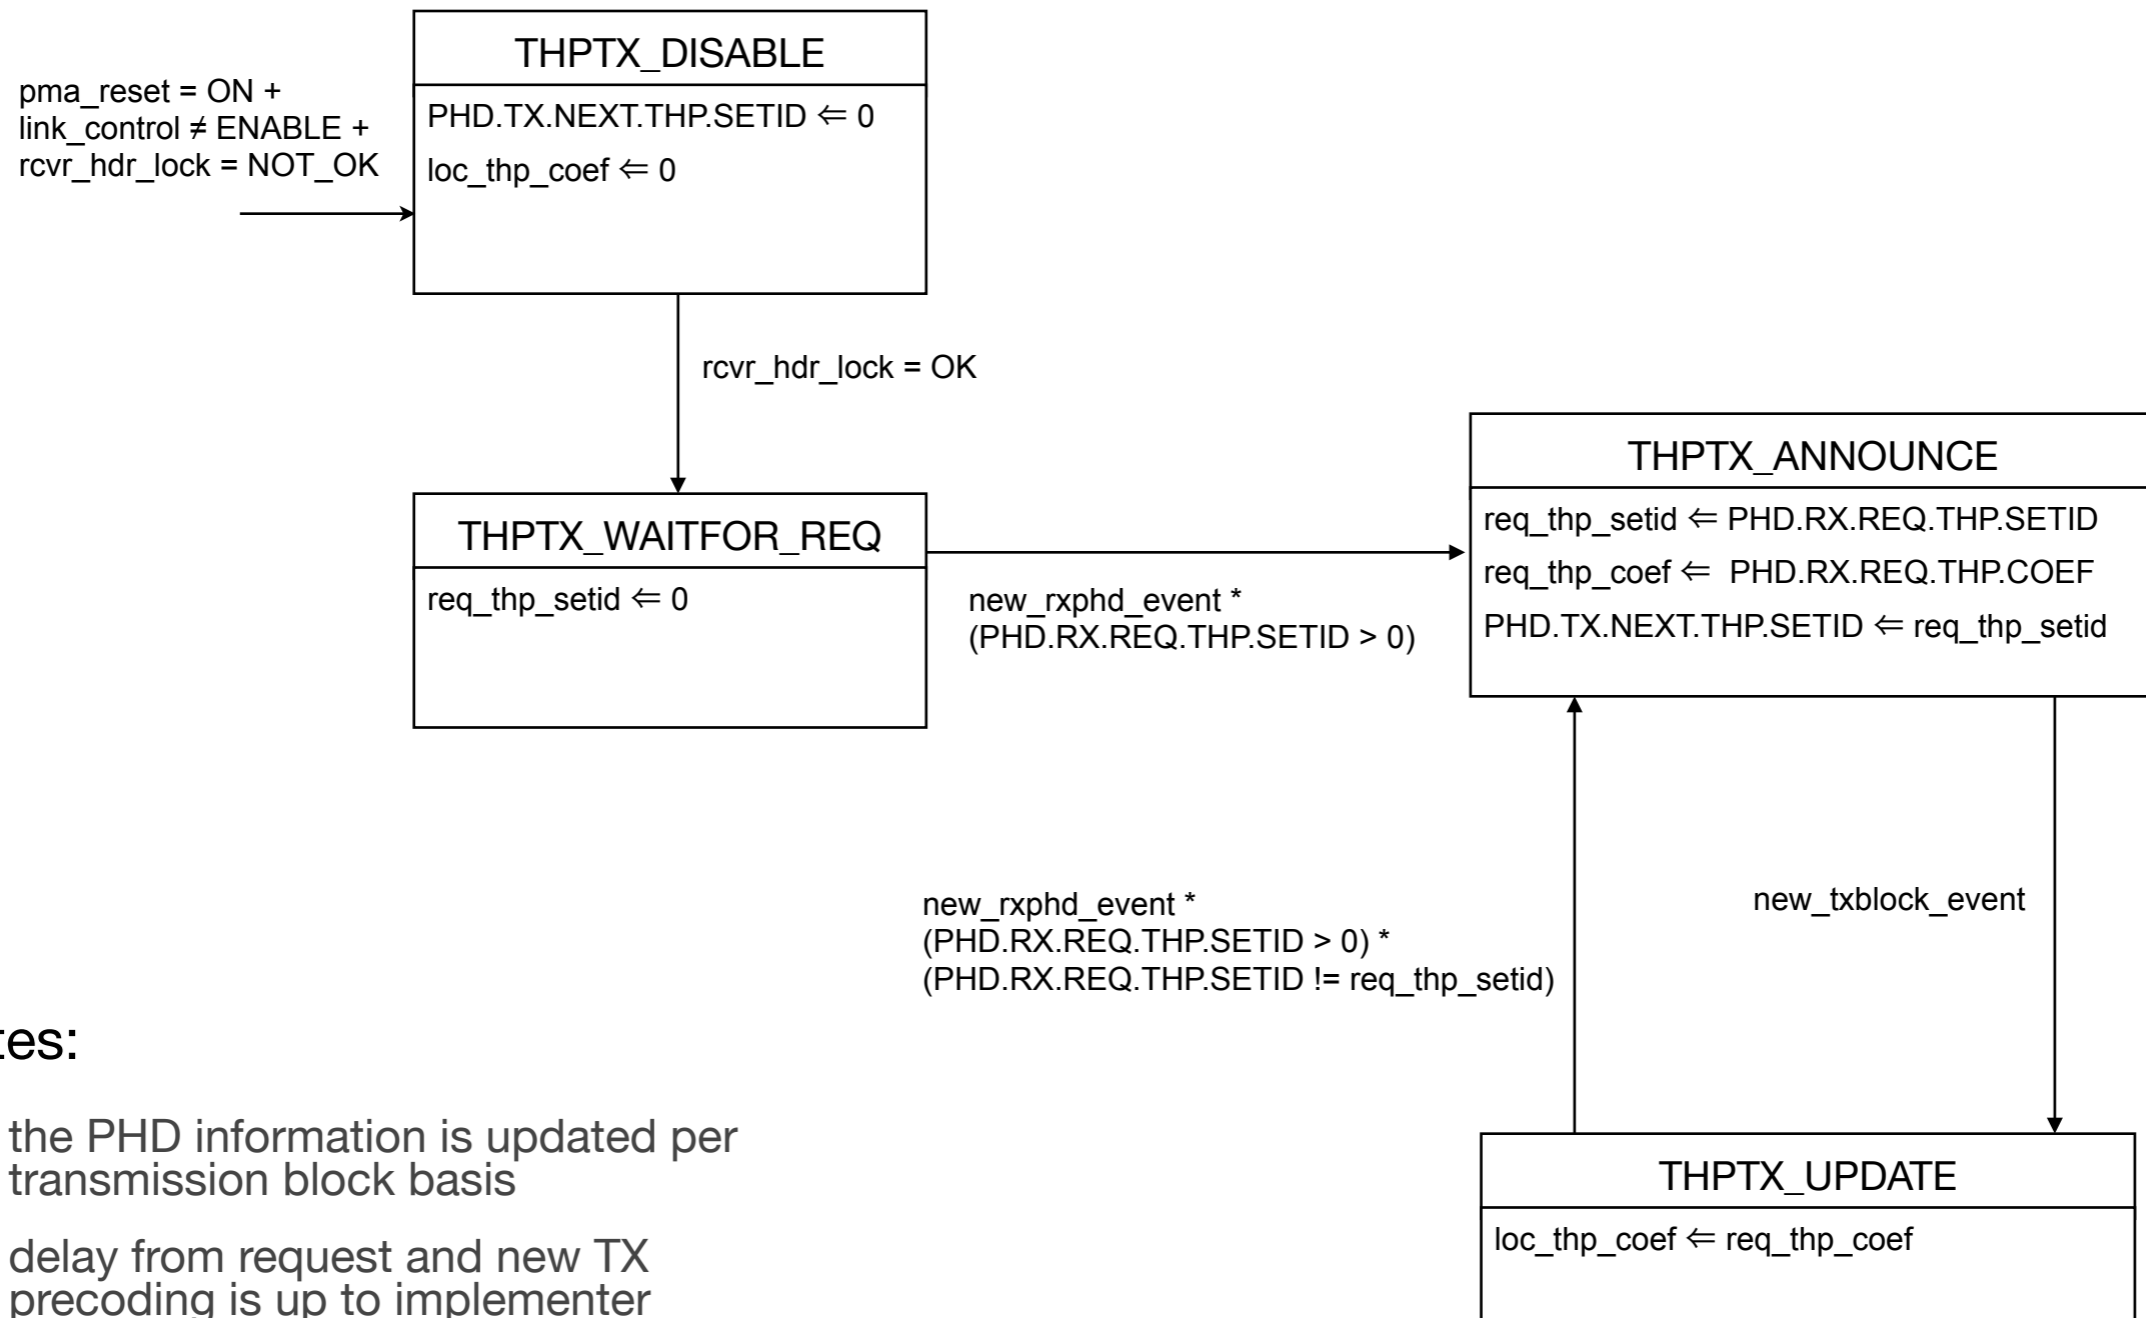 THPTX_DISABLE
pma_reset = ON +
link_control ≠ ENABLE +
rcvr_hdr_lock = NOT_OK
PHD.TX.NEXT.THP.SETID ⇐ 0
loc_thp_coef ⇐ 0
rcvr_hdr_lock = OK
THPTX_WAITFOR_REQ
req_thp_setid ⇐ 0
new_rxphd_event *
(PHD.RX.REQ.THP.SETID > 0)
THPTX_ANNOUNCE
req_thp_setid ⇐ PHD.RX.REQ.THP.SETID
req_thp_coef ⇐ PHD.RX.REQ.THP.COEF
PHD.TX.NEXT.THP.SETID ⇐ req_thp_setid
new_rxphd_event *
(PHD.RX.REQ.THP.SETID > 0) *
(PHD.RX.REQ.THP.SETID != req_thp_setid)
new_txblock_event
THPTX_UPDATE
loc_thp_coef ⇐ req_thp_coef
tes:
the PHD information is updated per
transmission block basis
delay from request and new TX
precoding is up to implementer